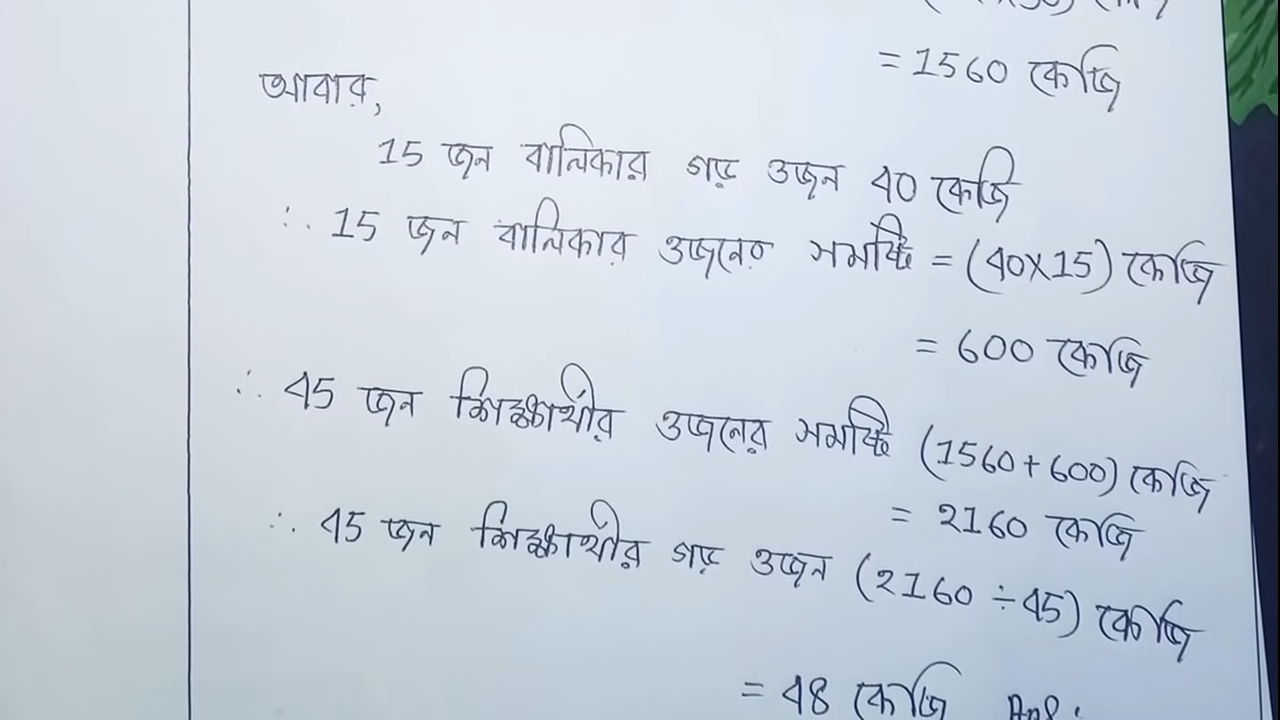 = 1560 কেজি
আবার,
15 জন বালিকার গড় ওজন 40 কেজি
∴ 15 জন বালিকার ওজনের সমষ্টি = (40×15) কেজি
= 600 কেজি
∴ 45 জন শিক্ষার্থীর ওজনের সমষ্টি (1560+600) কেজি
= 2160 কেজি
∴ 45 জন শিক্ষার্থীর গড় ওজন (2160 ÷ 45) কেজি
= 48 কেজি Ans: